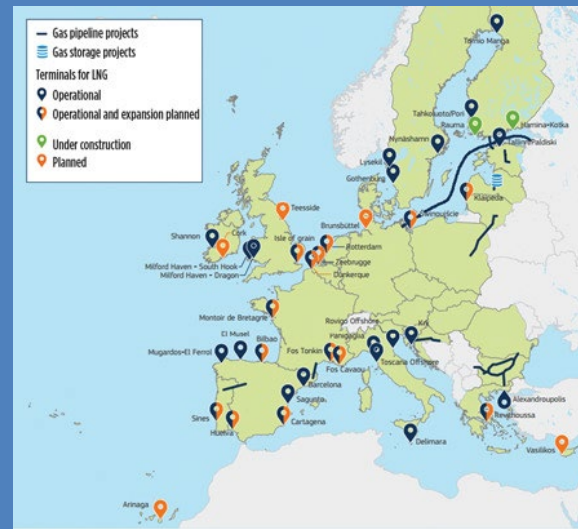 Gas pipeline projects
Gas storage projects
Terminals for LNG
Operational
Operational and expansion planned
Under construction
Planned
Tornio Manga
Tahkoluoto/Pori
Rauma
Hamina-Kotka
Nynäshamn
Tallinn/Paldiski
Lysekil
Gothenburg
Klaipeda
Teesside
Świnoujście
Brunsbüttel
Shannon
Cork
Isle of grain
Rotterdam
Zeebrugge
Milford Haven - South Hook
Milford Haven - Dragon
Dunkerque
Montoir de Bretagne
Rovigo Offshore
Krk
El Musel
Bilbao
Panigaglia
Mugardos-El Ferrol
Fos Tonkin
Toscana Offshore
Fos Cavaou
Barcelona
Alexandroupolis
Sagunto
Revithoussa
Sines
Cartagena
Huelva
Delimara
Vasilikos
Arinaga